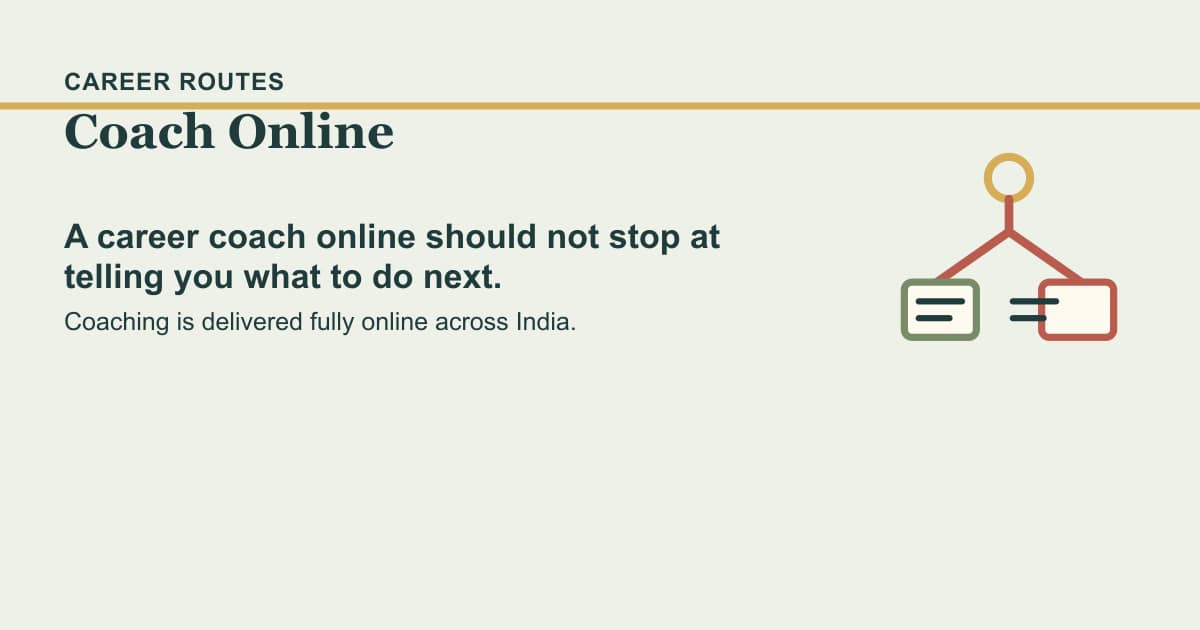 CAREER ROUTES
Coach Online
A career coach online should not stop at
telling you what to do next.
Coaching is delivered fully online across India.